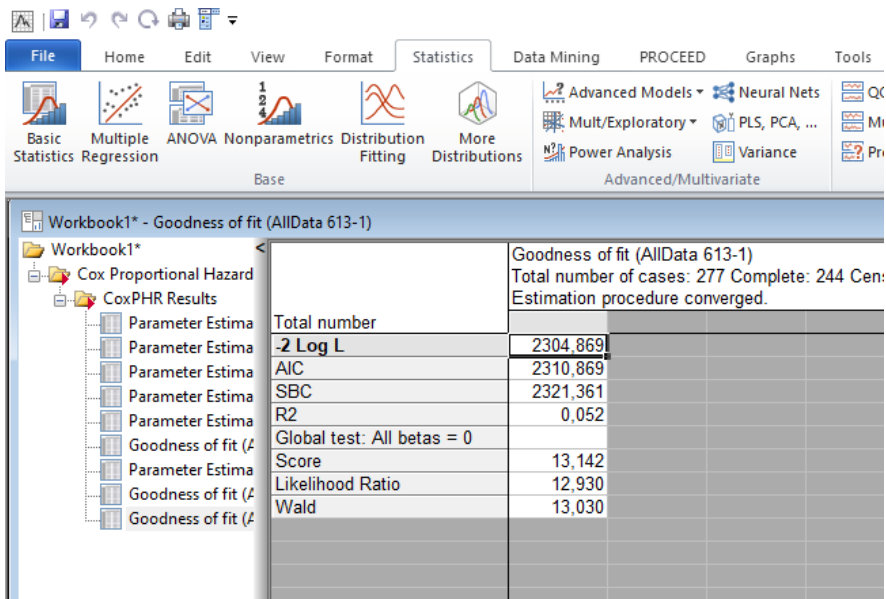 File Home Edit View Format Statistics Data Mining PROCEED Graphs Tools
Basic Statistics
Multiple Regression
ANOVA
1 2 4
Nonparametrics
Distribution Fitting
More Distributions
Base
Advanced Models
Neural Nets
QC
Mult/Exploratory
PLS, PCA, ...
Mu
N?
Power Analysis
Variance
Pr
Advanced/Multivariate
Workbook1* - Goodness of fit (AllData 613-1)
Workbook1*
Cox Proportional Hazard
CoxPHR Results
Parameter Estima
Parameter Estima
Parameter Estima
Parameter Estima
Parameter Estima
Goodness of fit (A
Parameter Estima
Goodness of fit (A
Goodness of fit (A
<
Goodness of fit (AllData 613-1)
Total number of cases: 277 Complete: 244 Cens
Estimation procedure converged.
Total number
-2 Log L 2304,869
AIC 2310,869
SBC 2321,361
R2 0,052
Global test: All betas = 0
Score 13,142
Likelihood Ratio 12,930
Wald 13,030